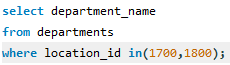 select department_name
from departments
where location_id in(1700,1800);